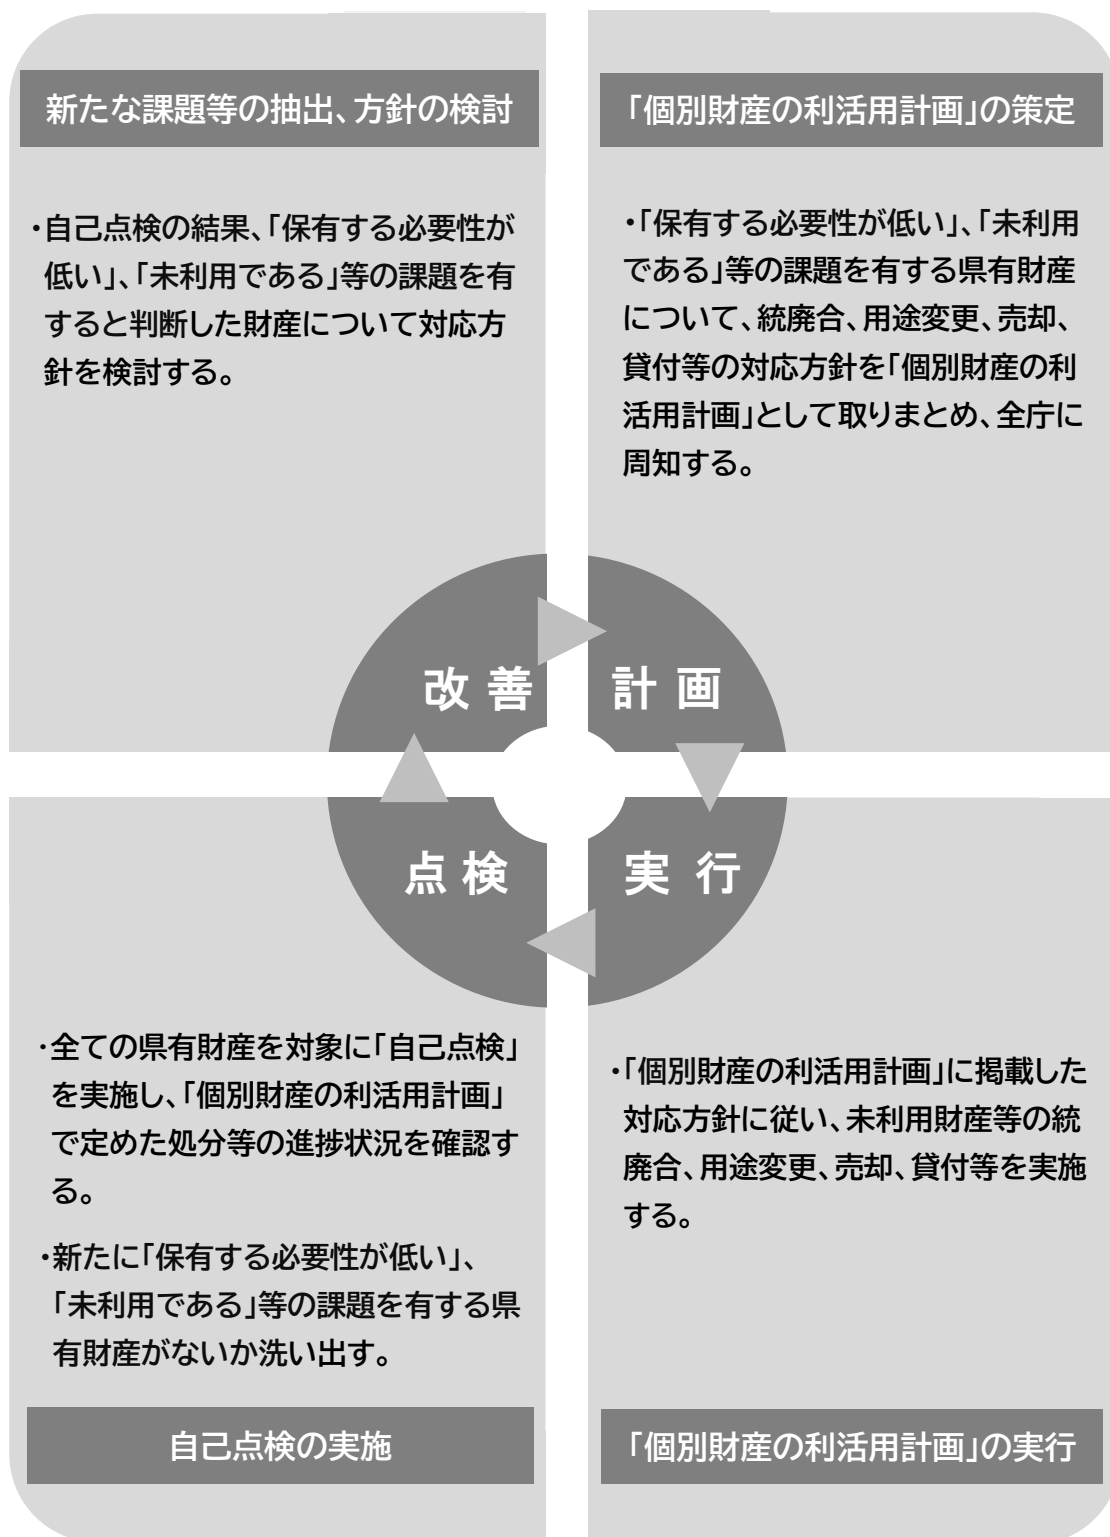 新たな課題等の抽出、方針の検討
・自己点検の結果、「保有する必要性が
低い」、「未利用である」等の課題を有
すると判断した財産について対応方
針を検討する。
「個別財産の利活用計画」の策定
・「保有する必要性が低い」、「未利用
である」等の課題を有する県有財産
について、統廃合、用途変更、売却、
貸付等の対応方針を「個別財産の利
活用計画」として取りまとめ、全庁に
周知する。
改善
計画
点検
実行
・全ての県有財産を対象に「自己点検」
を実施し、「個別財産の利活用計画」
で定めた処分等の進捗状況を確認す
る。
・新たに「保有する必要性が低い」、
「未利用である」等の課題を有する県
有財産がないか洗い出す。
自己点検の実施
・「個別財産の利活用計画」に掲載した
対応方針に従い、未利用財産等の統
廃合、用途変更、売却、貸付等を実施
する。
「個別財産の利活用計画」の実行